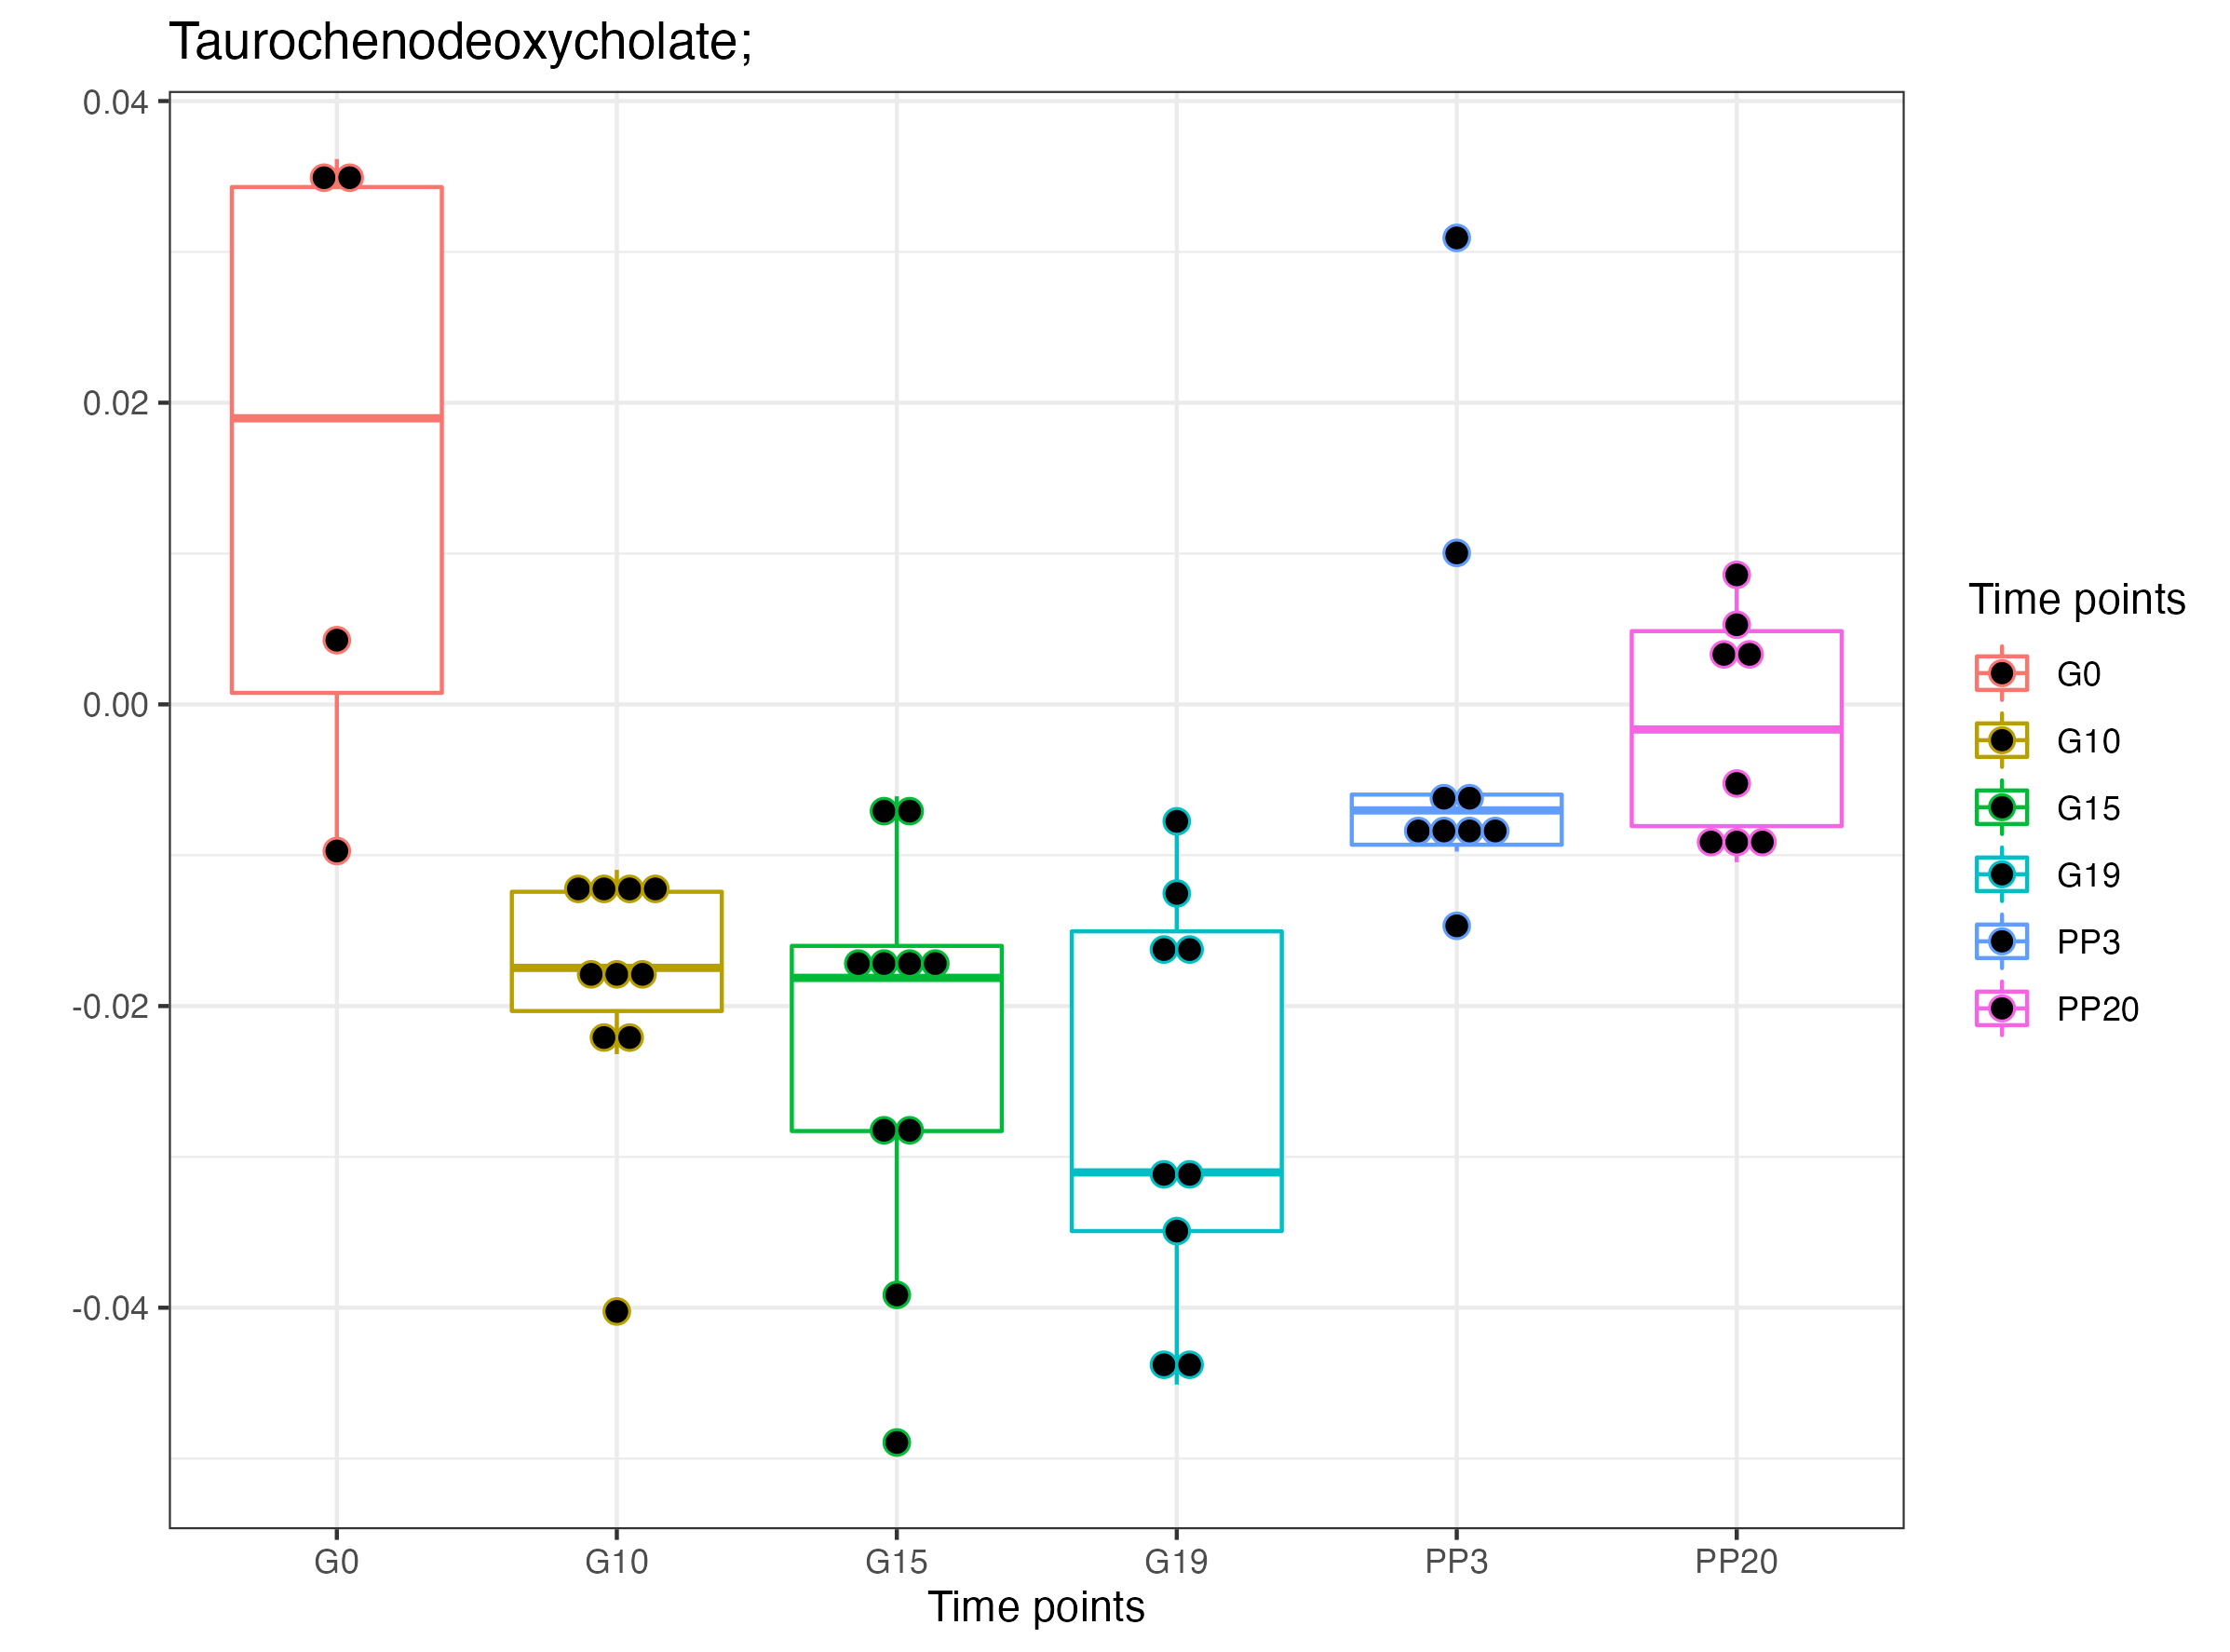 Taurochenodeoxycholate;
0.04
0.02
0.00
-0.02
-0.04
G0 G10 G15 G19 PP3 PP20
Time points
Time points
G0
G10
G15
G19
PP3
PP20